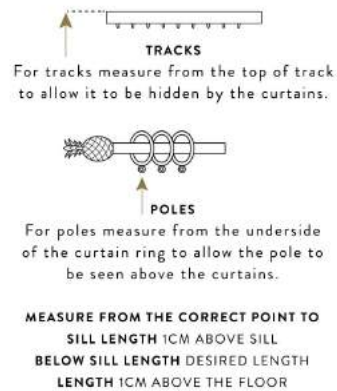 TRACKS
For tracks measure from the top of track
to allow it to be hidden by the curtains.
POLES
For poles measure from the underside
of the curtain ring to allow the pole to
be seen above the curtains.
MEASURE FROM THE CORRECT POINT TO
SILL LENGTH 1CM ABOVE SILL
BELOW SILL LENGTH DESIRED LENGTH
LENGTH 1CM ABOVE THE FLOOR